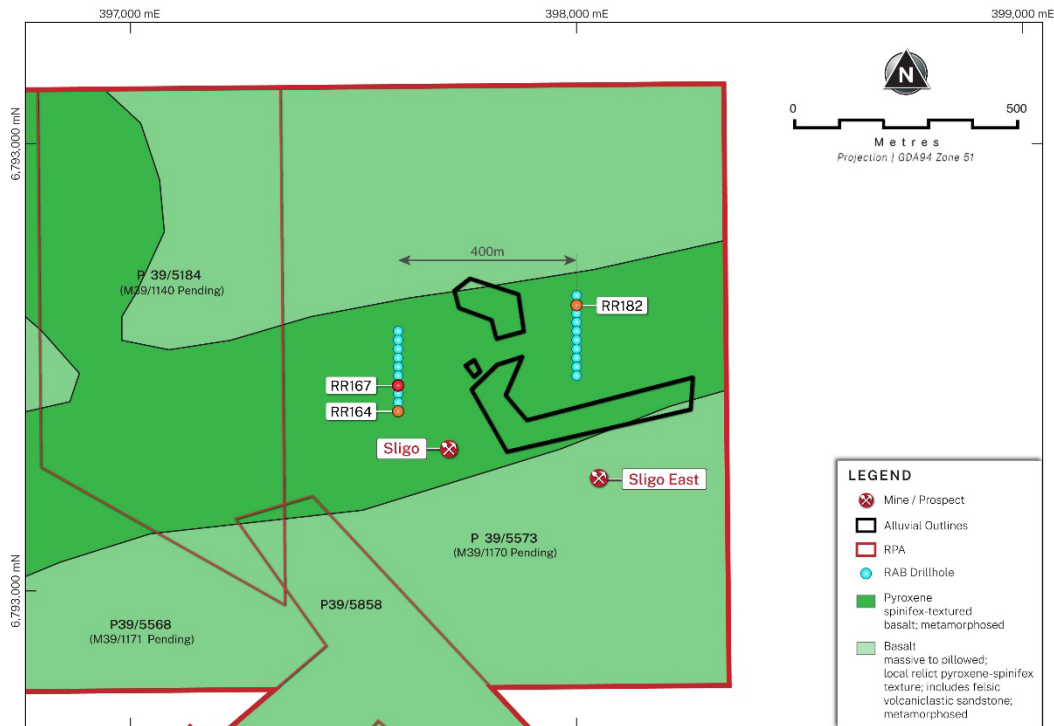 397,000 mE
398,000 mE
399,000 mE
N
0
500
Metres
Projection | GDA94 Zone 51
6,793,000 mN
P 39/5184
(M39/1140 Pending)
400m
RR182
RR167
RR164
Sligo
Sligo East
P 39/5573
(M39/1170 Pending)
6,793,000 mN
P39/5858
P39/5568
(M39/1171 Pending)
LEGEND
Mine / Prospect
Alluvial Outlines
RPA
RAB Drillhole
Pyroxene
spinifex-textured
basalt; metamorphosed
Basalt
massive to pillowed;
local relict pyroxene-spinifex
texture; includes felsic
volcaniclastic sandstone;
metamorphosed